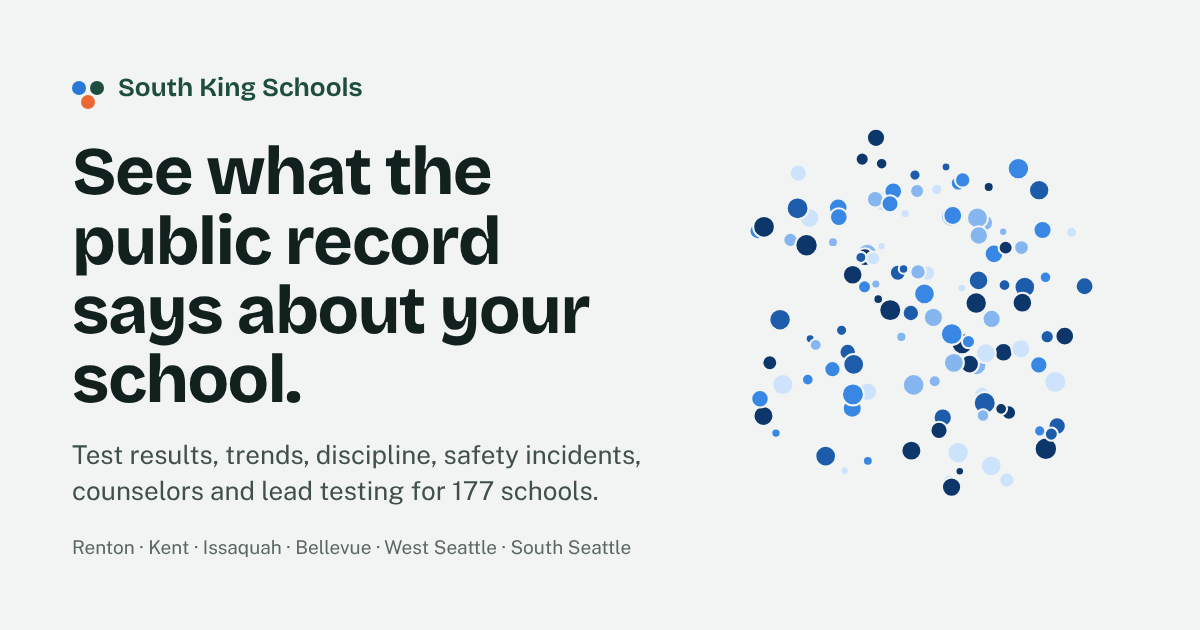 South King Schools
See what the
public record
says about your
school.
Test results, trends, discipline, safety incidents,
counselors and lead testing for 177 schools.
Renton · Kent · Issaquah · Bellevue · West Seattle · South Seattle